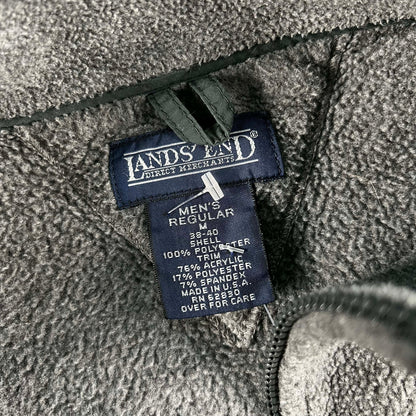 LANDS' END®
DIRECT MERCHANTS
MEN'S
REGULAR
M
38-40
SHELL
100% POLYESTER
TRIM
76% ACRYLIC
17% POLYESTER
7% SPANDEX
MADE IN U.S.A.
RN 62830
OVER FOR CARE